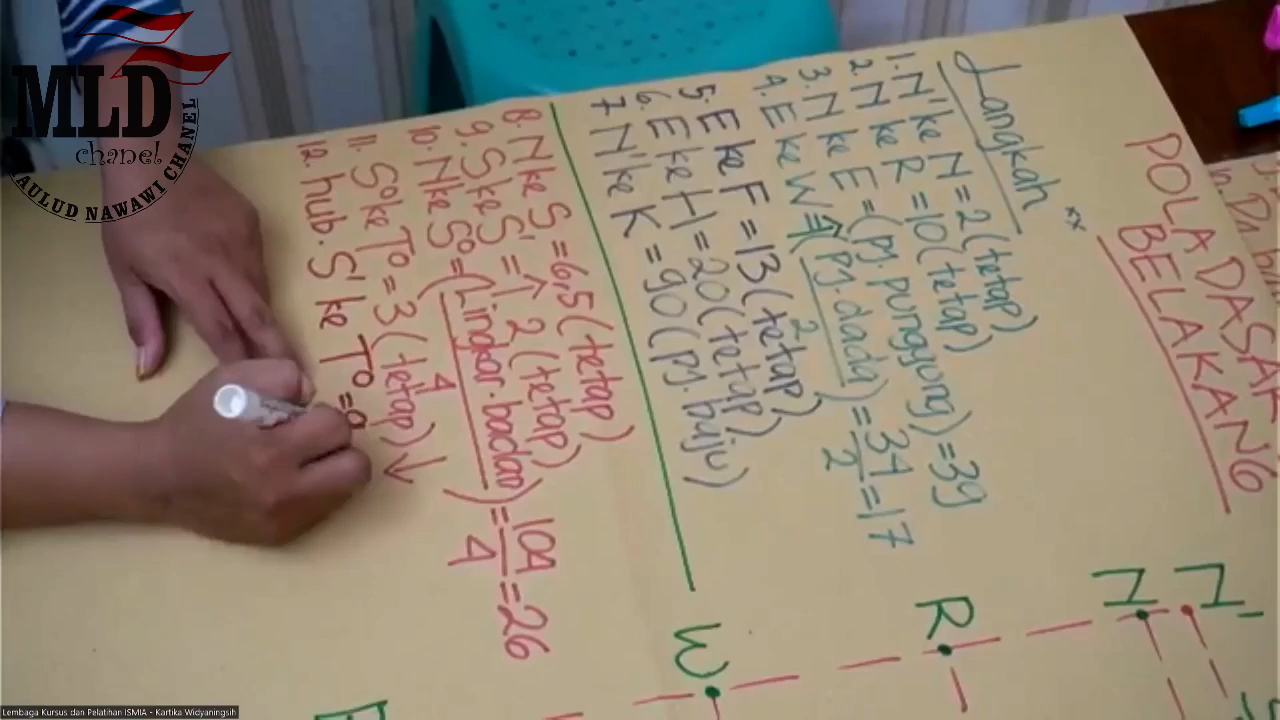 MLD
chanel
MAULUD NAWAWI CHANEL
POLA DASAR
BELAKANG
Langkah xx
1. N' ke N = 2 (tetap)
2. N ke R = 10 (tetap)
3. N ke E = (pj. punggung) = 39
4. E ke W = ↑ (pj. dada) = 34 = 17
2
2
5. E ke F = 13 (tetap)
6. E ke H = 20 (tetap)
7. N' ke K = 90 (pj. baju)
8. N ke S = 6,5 (tetap)
9. S ke S' = ↑ 2 (tetap)
10. N ke S° = (Lingkar. badan) = 104 = 26
4
4
11. S° ke T° = 3 (tetap) ↓
12. hub. S' ke T° =
N'
N
R
W
Lembaga Kursus dan Pelatihan ISMIA - Kartika Widyaningsih